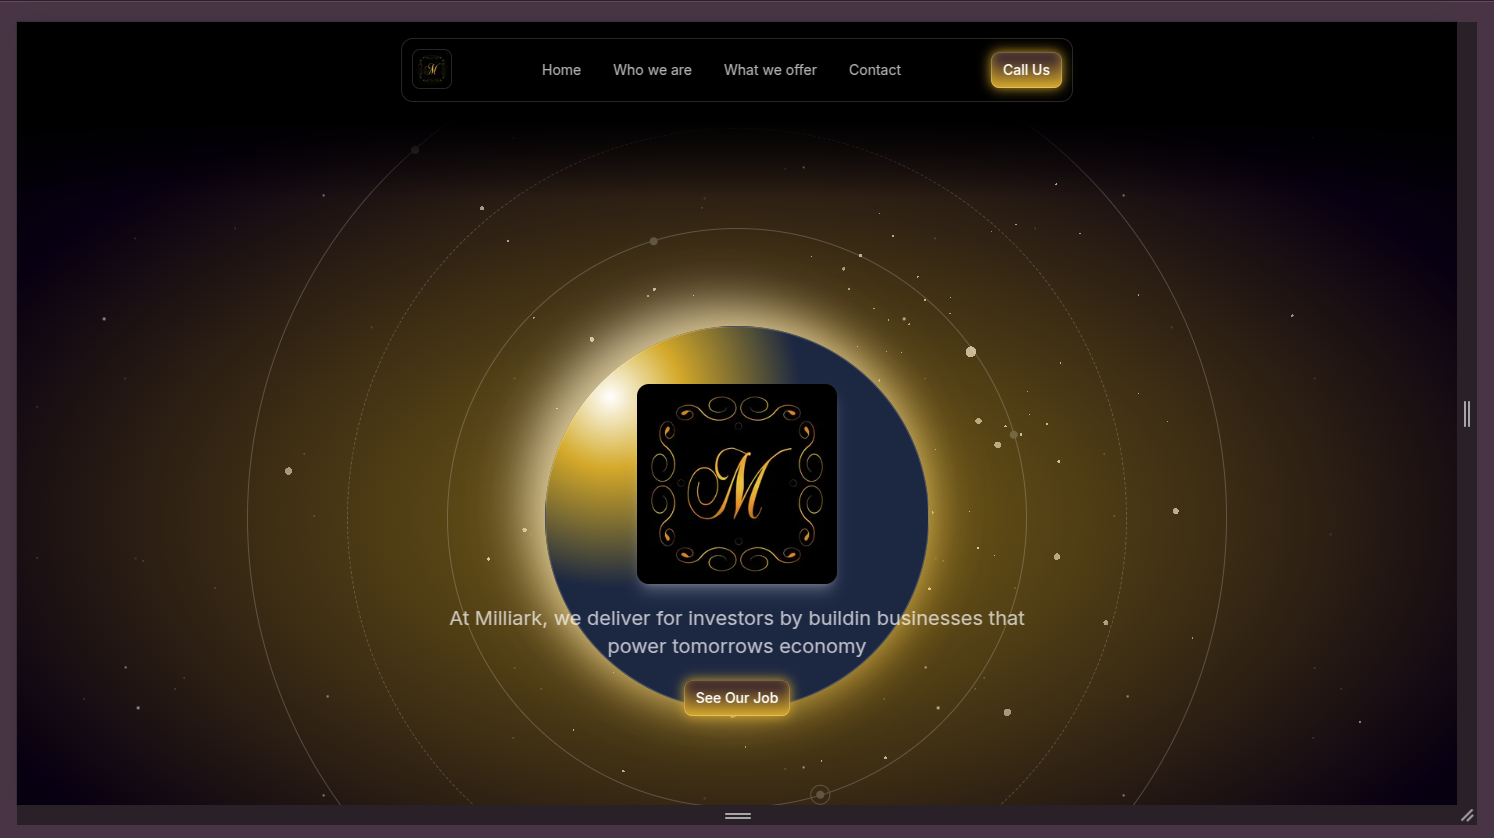 M
Home
Who we are
What we offer
Contact
Call Us
M
At Milliark, we deliver for investors by buildin businesses that
power tomorrows economy
See Our Job